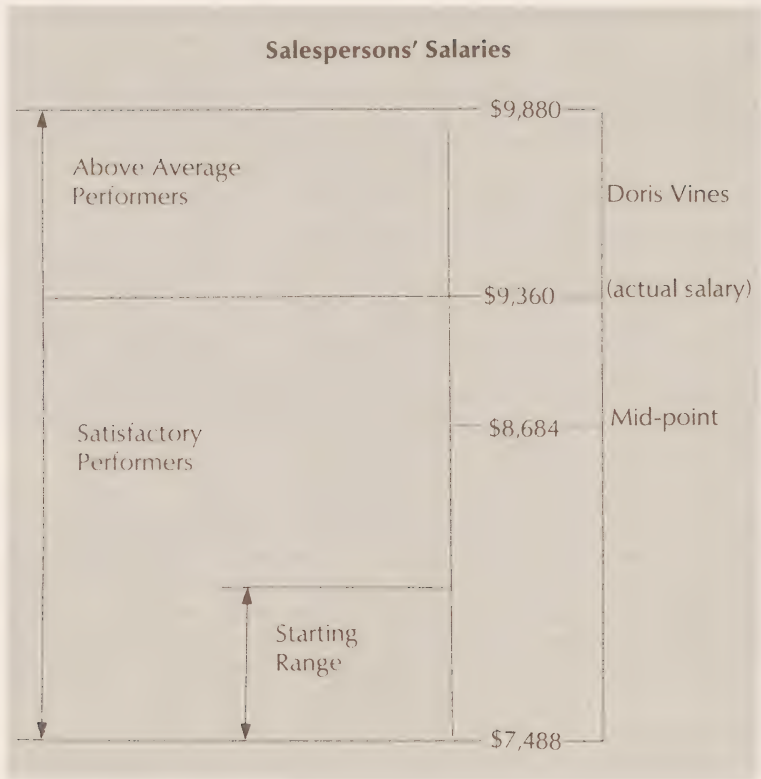 Salespersons' Salaries
$9,880
Above Average
Performers
Doris Vines
$9,360
(actual salary)
$8,684
Mid-point
Satisfactory
Performers
Starting
Range
$7,488